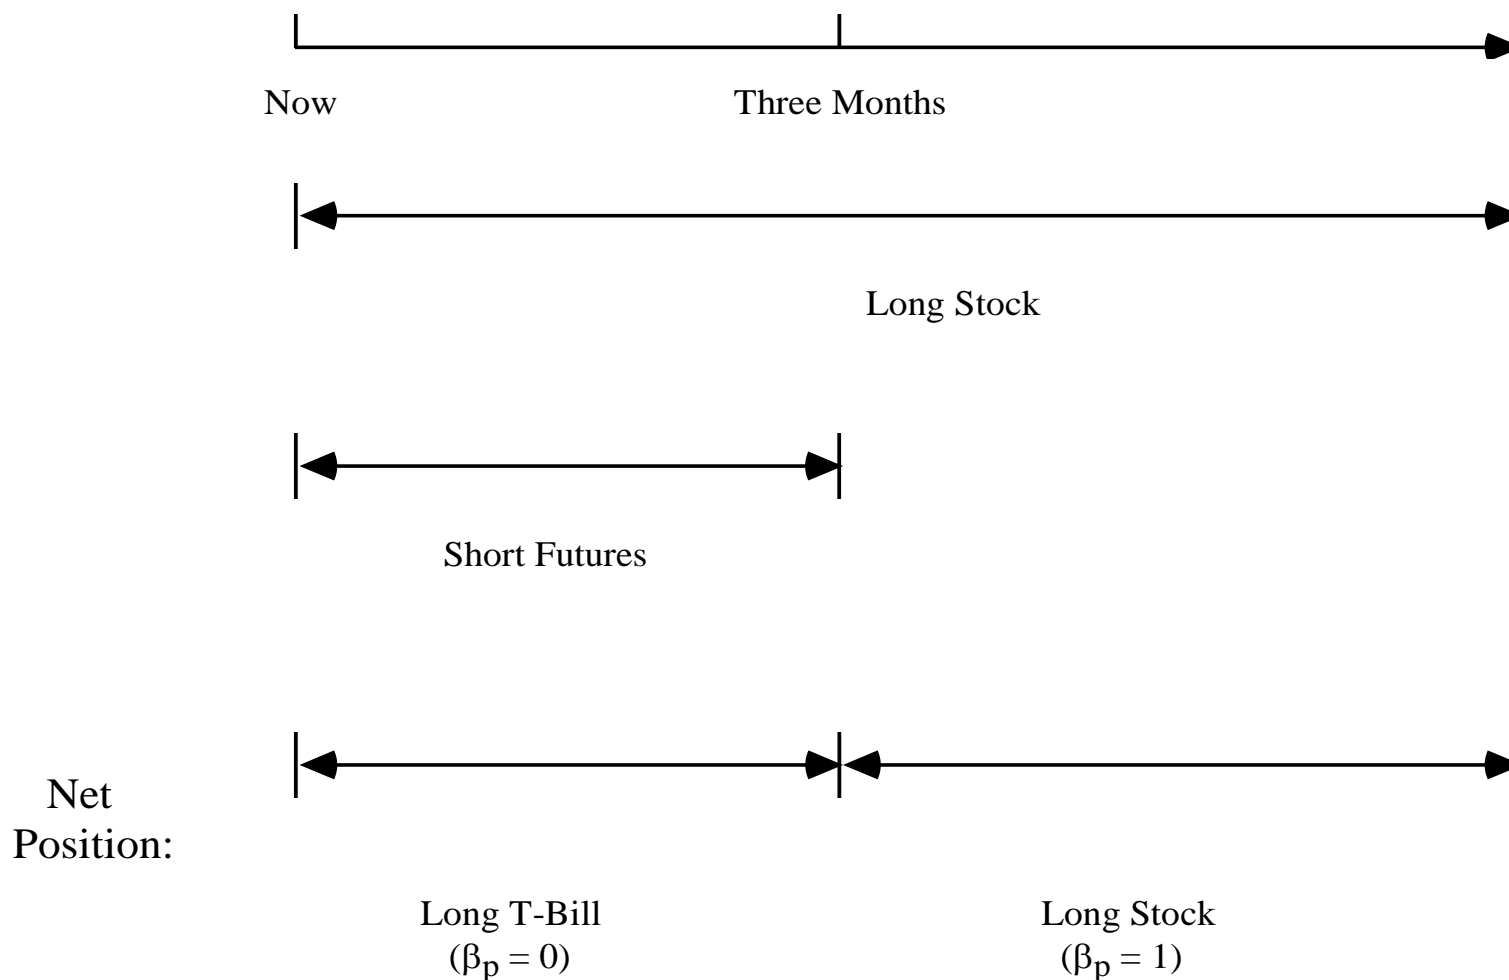 Now
Three Months
Long Stock
Short Futures
Net
Position:
Long T-Bill
(βp = 0)
Long Stock
(βp = 1)